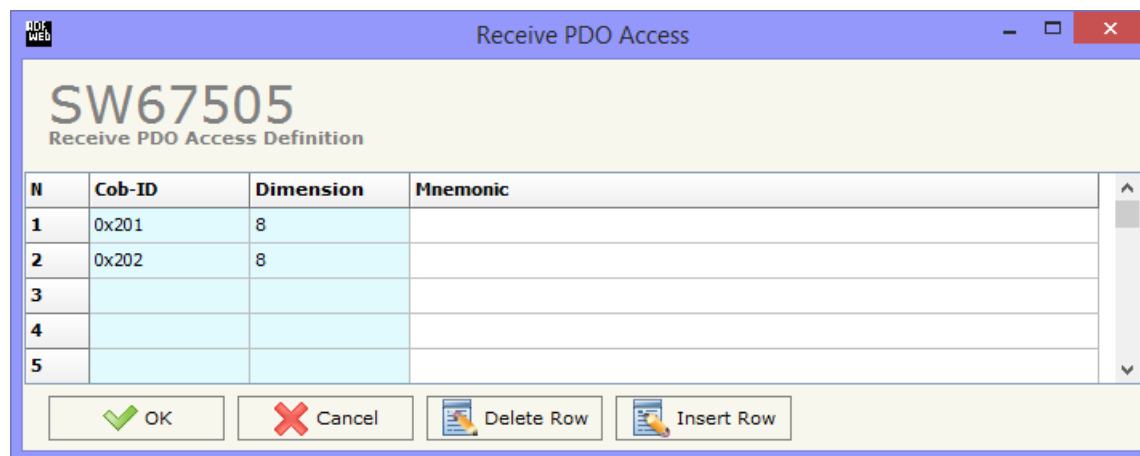 ADF
WEB
Receive PDO Access
SW67505
Receive PDO Access Definition
N Cob-ID Dimension Mnemonic
1 0x201 8
2 0x202 8
3
4
5
OK Cancel Delete Row Insert Row